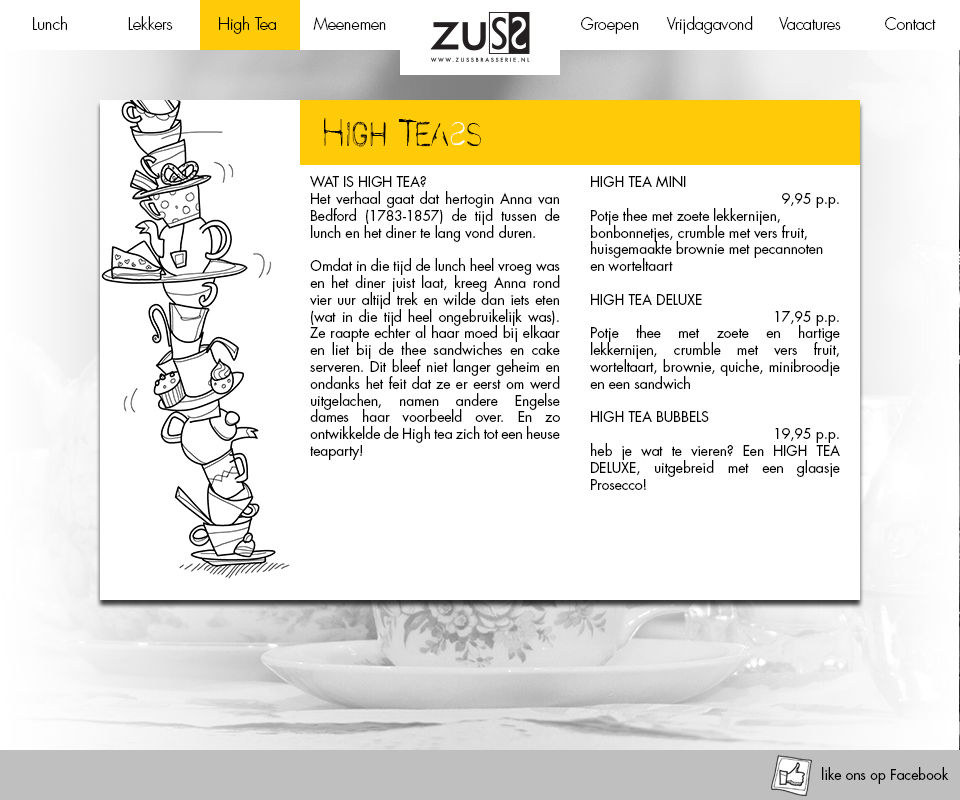 Lunch
Lekkers
High Tea
Meenemen
ZUSS
WWW.ZUSSBRASSERIE.NL
Groepen
Vrijdagavond
Vacatures
Contact
High TeaSs
WAT IS HIGH TEA?
Het verhaal gaat dat hertogin Anna van
Bedford (1783-1857) de tijd tussen de
lunch en het diner te lang vond duren.
Omdat in die tijd de lunch heel vroeg was
en het diner juist laat, kreeg Anna rond
vier uur altijd trek en wilde dan iets eten
(wat in die tijd heel ongebruikelijk was).
Ze raapte echter al haar moed bij elkaar
en liet bij de thee sandwiches en cake
serveren. Dit bleef niet langer geheim en
ondanks het feit dat ze er eerst om werd
uitgelachen, namen andere Engelse
dames haar voorbeeld over. En zo
ontwikkelde de High tea zich tot een heuse
teaparty!
HIGH TEA MINI
9,95 p.p.
Potje thee met zoete lekkernijen,
bonbonnetjes, crumble met vers fruit,
huisgemaakte brownie met pecannoten
en worteltaart
HIGH TEA DELUXE
17,95 p.p.
Potje thee met zoete en hartige
lekkernijen, crumble met vers fruit,
worteltaart, brownie, quiche, minibroodje
en een sandwich
HIGH TEA BUBBELS
19,95 p.p.
heb je wat te vieren? Een HIGH TEA
DELUXE, uitgebreid met een glaasje
Prosecco!
like ons op Facebook